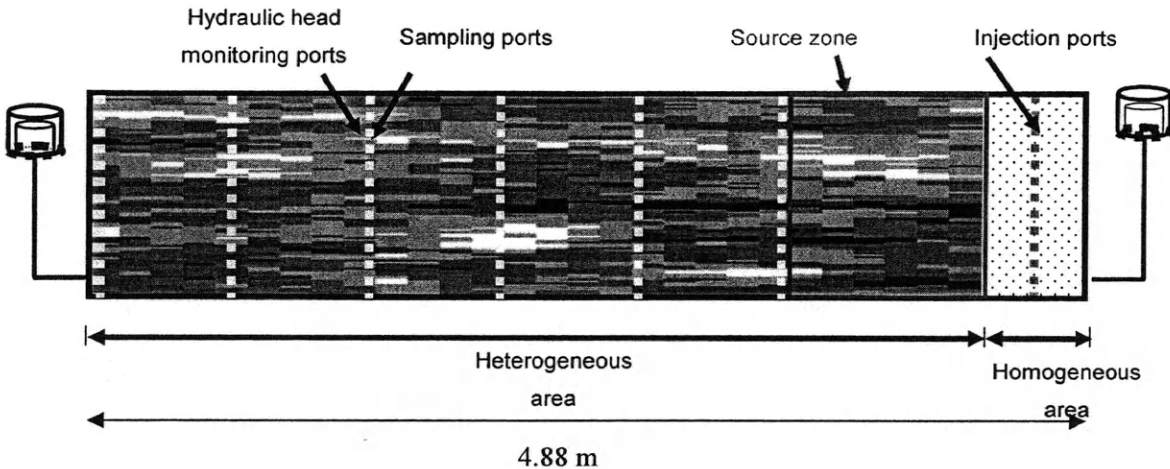 Hydraulic head
monitoring ports
Sampling ports
Source zone
Injection ports
Heterogeneous
area
Homogeneous
area
4.88 m